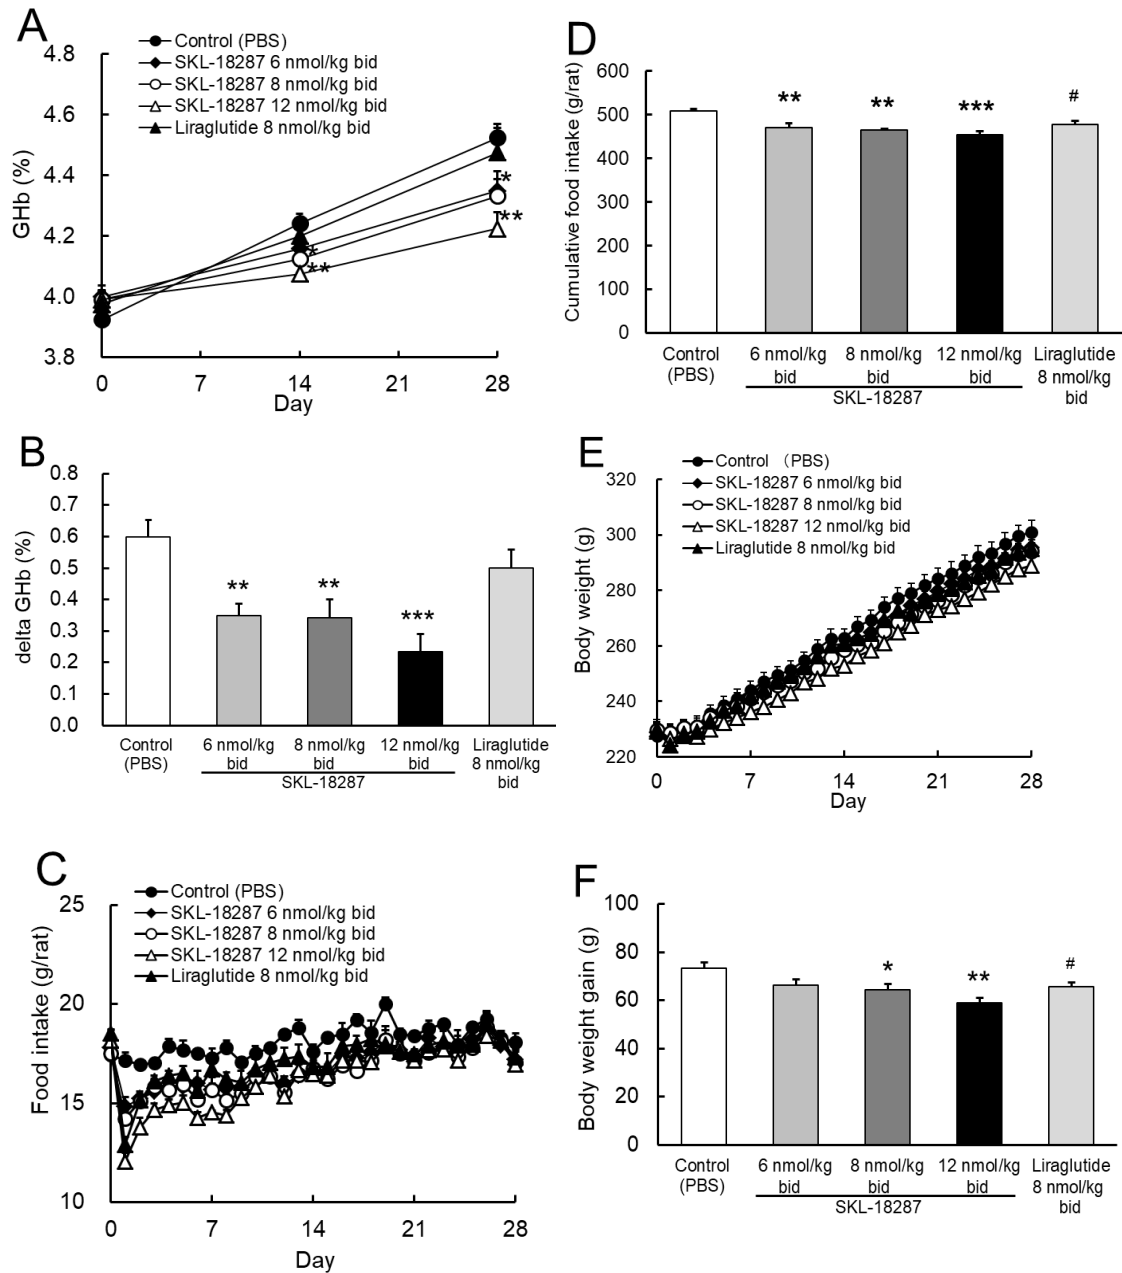 A
Control (PBS)
SKL-18287 6 nmol/kg bid
SKL-18287 8 nmol/kg bid
SKL-18287 12 nmol/kg bid
Liraglutide 8 nmol/kg bid
GHb (%)
4.8
4.6
4.4
4.2
4.0
3.8
*
**
*
**
0
7
14
21
28
Day
B
delta GHb (%)
0.8
0.7
0.6
0.5
0.4
0.3
0.2
0.1
0.0
**
**
***
Control
(PBS)
6 nmol/kg
bid
8 nmol/kg
bid
12 nmol/kg
bid
Liraglutide
8 nmol/kg
bid
SKL-18287
C
Control (PBS)
SKL-18287 6 nmol/kg bid
SKL-18287 8 nmol/kg bid
SKL-18287 12 nmol/kg bid
Liraglutide 8 nmol/kg bid
Food intake (g/rat)
25
20
15
10
0
7
14
21
28
Day
D
Cumulative food intake (g/rat)
600
500
400
300
200
100
0
**
**
***
#
Control
(PBS)
6 nmol/kg
bid
8 nmol/kg
bid
12 nmol/kg
bid
Liraglutide
8 nmol/kg
bid
SKL-18287
E
Control （PBS)
SKL-18287 6 nmol/kg bid
SKL-18287 8 nmol/kg bid
SKL-18287 12 nmol/kg bid
Liraglutide 8 nmol/kg bid
Body weight (g)
320
300
280
260
240
220
0
7
14
21
28
Day
F
Body weight gain (g)
100
80
60
40
20
0
*
**
#
Control
(PBS)
6 nmol/kg
bid
8 nmol/kg
bid
12 nmol/kg
bid
Liraglutide
8 nmol/kg
bid
SKL-18287